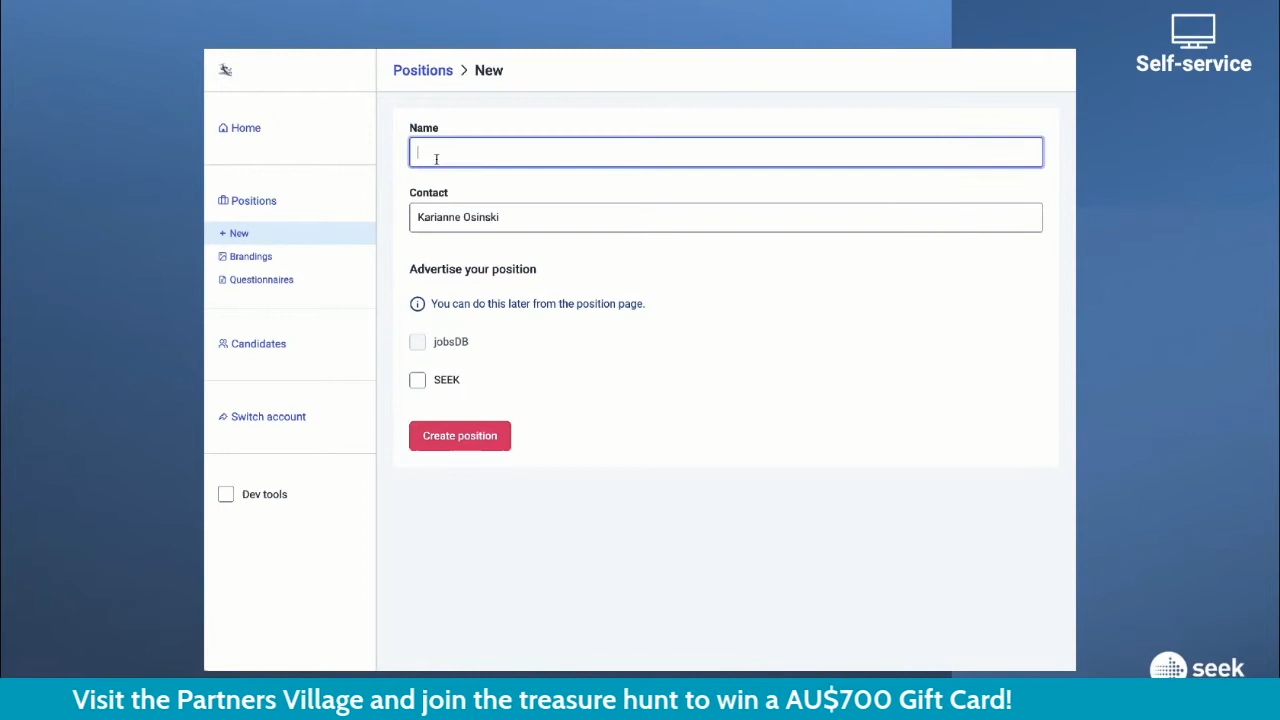 Self-service
Positions > New
Home
Positions
+ New
Brandings
Questionnaires
Candidates
Switch account
Dev tools
Name
Contact
Karianne Osinski
Advertise your position
You can do this later from the position page.
jobsDB
SEEK
Create position
seek
Visit the Partners Village and join the treasure hunt to win a AU$700 Gift Card!